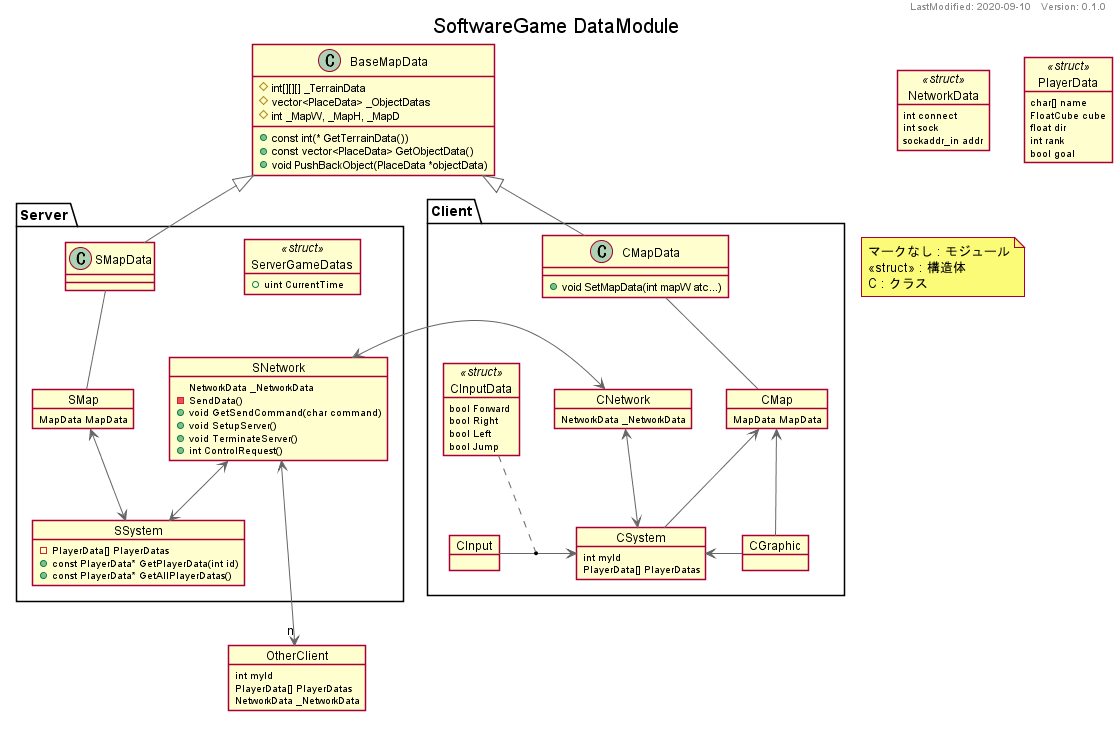 LastModified: 2020-09-10    Version: 0.1.0
SoftwareGame DataModule
C BaseMapData
int[][][] _TerrainData
vector<PlaceData> _ObjectDatas
int _MapW, _MapH, _MapD
const int(* GetTerrainData())
const vector<PlaceData> GetObjectData()
void PushBackObject(PlaceData *objectData)
«struct»
NetworkData
int connect
int sock
sockaddr_in addr
«struct»
PlayerData
char[] name
FloatCube cube
float dir
int rank
bool goal
Server
C SMapData
«struct»
ServerGameDatas
uint CurrentTime
SNetwork
NetworkData _NetworkData
SendData()
void GetSendCommand(char command)
void SetupServer()
void TerminateServer()
int ControlRequest()
SMap
MapData MapData
SSystem
PlayerData[] PlayerDatas
const PlayerData* GetPlayerData(int id)
const PlayerData* GetAllPlayerDatas()
Client
C CMapData
void SetMapData(int mapW atc...)
«struct»
CInputData
bool Forward
bool Right
bool Left
bool Jump
CNetwork
NetworkData _NetworkData
CMap
MapData MapData
CInput
CSystem
int myId
PlayerData[] PlayerDatas
CGraphic
マークなし : モジュール
«struct» : 構造体
C : クラス
n
OtherClient
int myId
PlayerData[] PlayerDatas
NetworkData _NetworkData